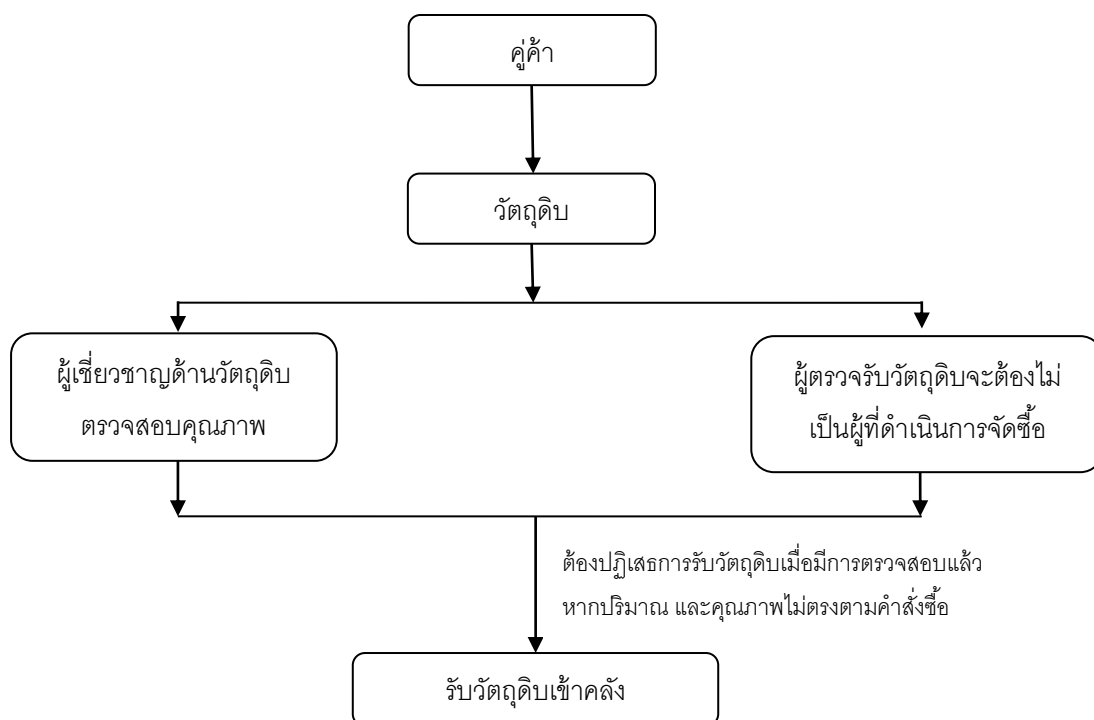 คู่ค้า
วัตถุดิบ
ผู้เชี่ยวชาญด้านวัตถุดิบ
ตรวจสอบคุณภาพ
ผู้ตรวจรับวัตถุดิบจะต้องไม่
เป็นผู้ที่ดำเนินการจัดซื้อ
ต้องปฏิเสธการรับวัตถุดิบเมื่อมีการตรวจสอบแล้ว
หากปริมาณ และคุณภาพไม่ตรงตามคำสั่งซื้อ
รับวัตถุดิบเข้าคลัง